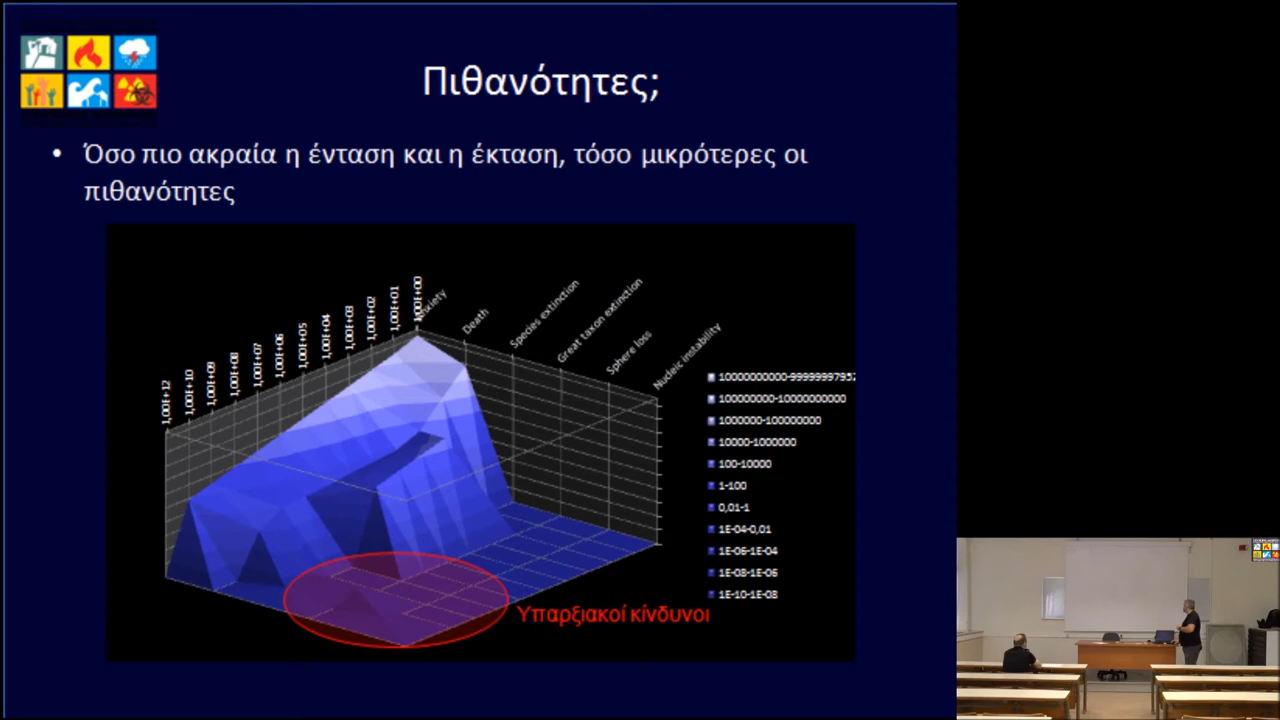 Πιθανότητες;
• Όσο πιο ακραία η ένταση και η έκταση, τόσο μικρότερες οι
πιθανότητες
1,00E+12
1,00E+10
1,00E+09
1,00E+08
1,00E+07
1,00E+06
1,00E+05
1,00E+04
1,00E+03
1,00E+02
1,00E+01
1,00E+00
Death
Species extinction
Great taxon extinction
Sphere loss
Nucleic instability
100000000-10000000000
1000000-100000000
10000-1000000
100-10000
1-100
0,01-1
1E-04-0,01
1E-06-1E-04
1E-08-1E-06
1E-10-1E-08
Υπαρξιακοί κίνδυνοι